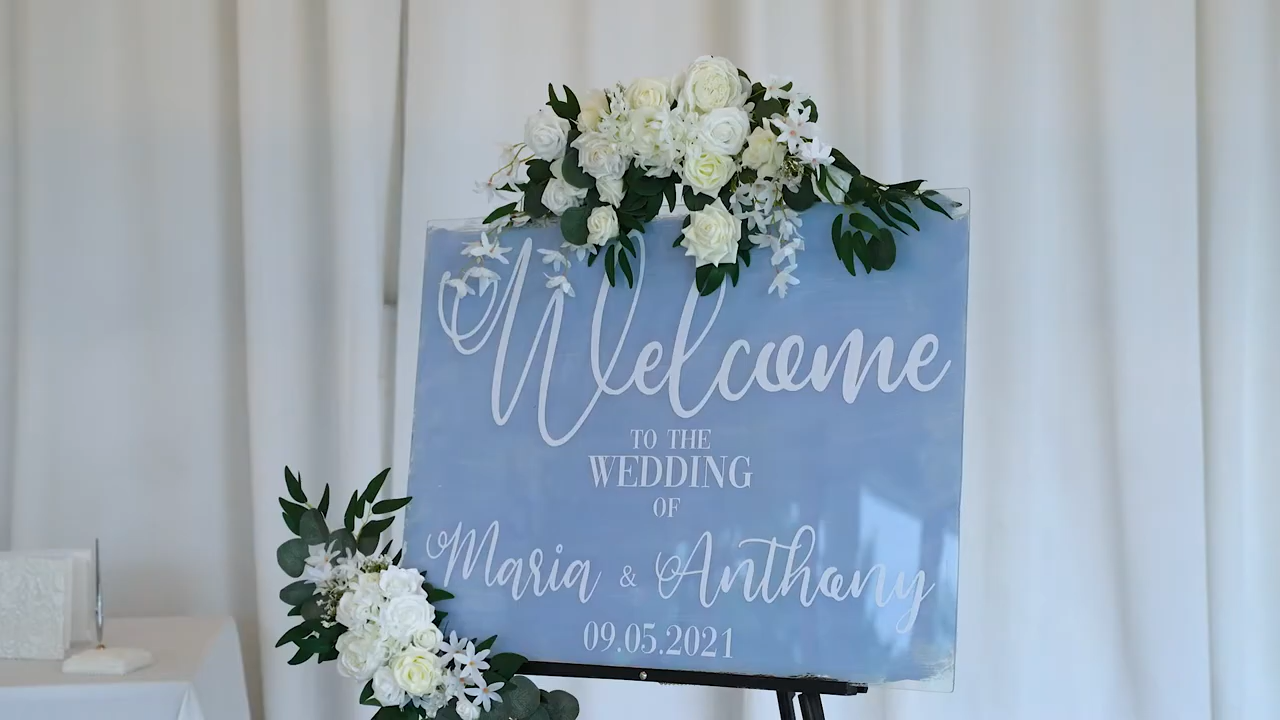 Welcome
TO THE
WEDDING
OF
Maria & Anthony
09.05.2021